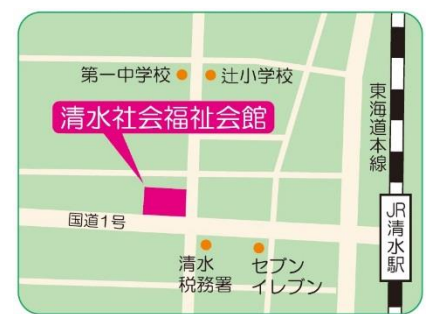 第一中学校
辻小学校
清水社会福祉会館
東海道本線
国道1号
JR清水駅
清水
税務署
セブン
イレブン